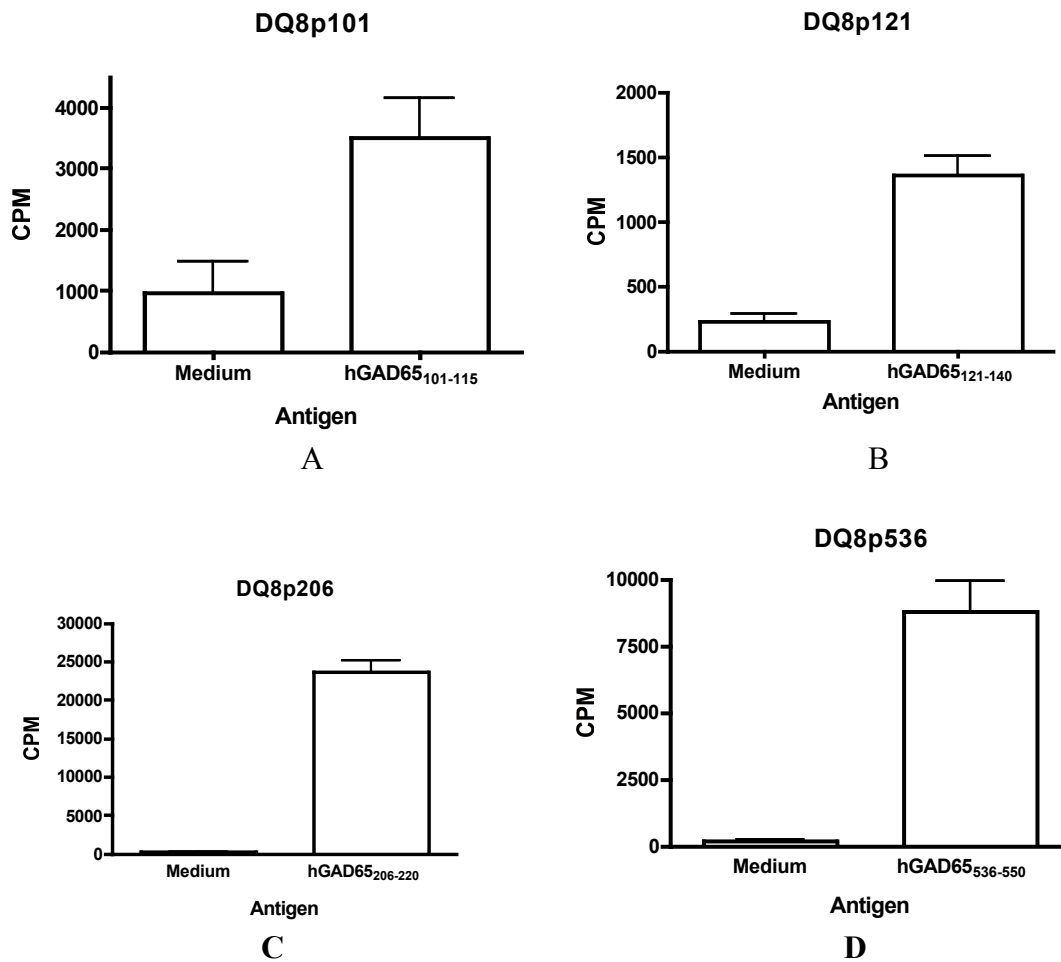 DQ8p101
4000
3000
2000
1000
0
CPM
Medium hGAD65101-115
Antigen
A
DQ8p121
2000
1500
1000
500
0
CPM
Medium hGAD65121-140
Antigen
B
DQ8p206
30000
25000
20000
15000
10000
5000
0
CPM
Medium hGAD65206-220
Antigen
C
DQ8p536
10000
7500
5000
2500
0
CPM
Medium hGAD65536-550
Antigen
D